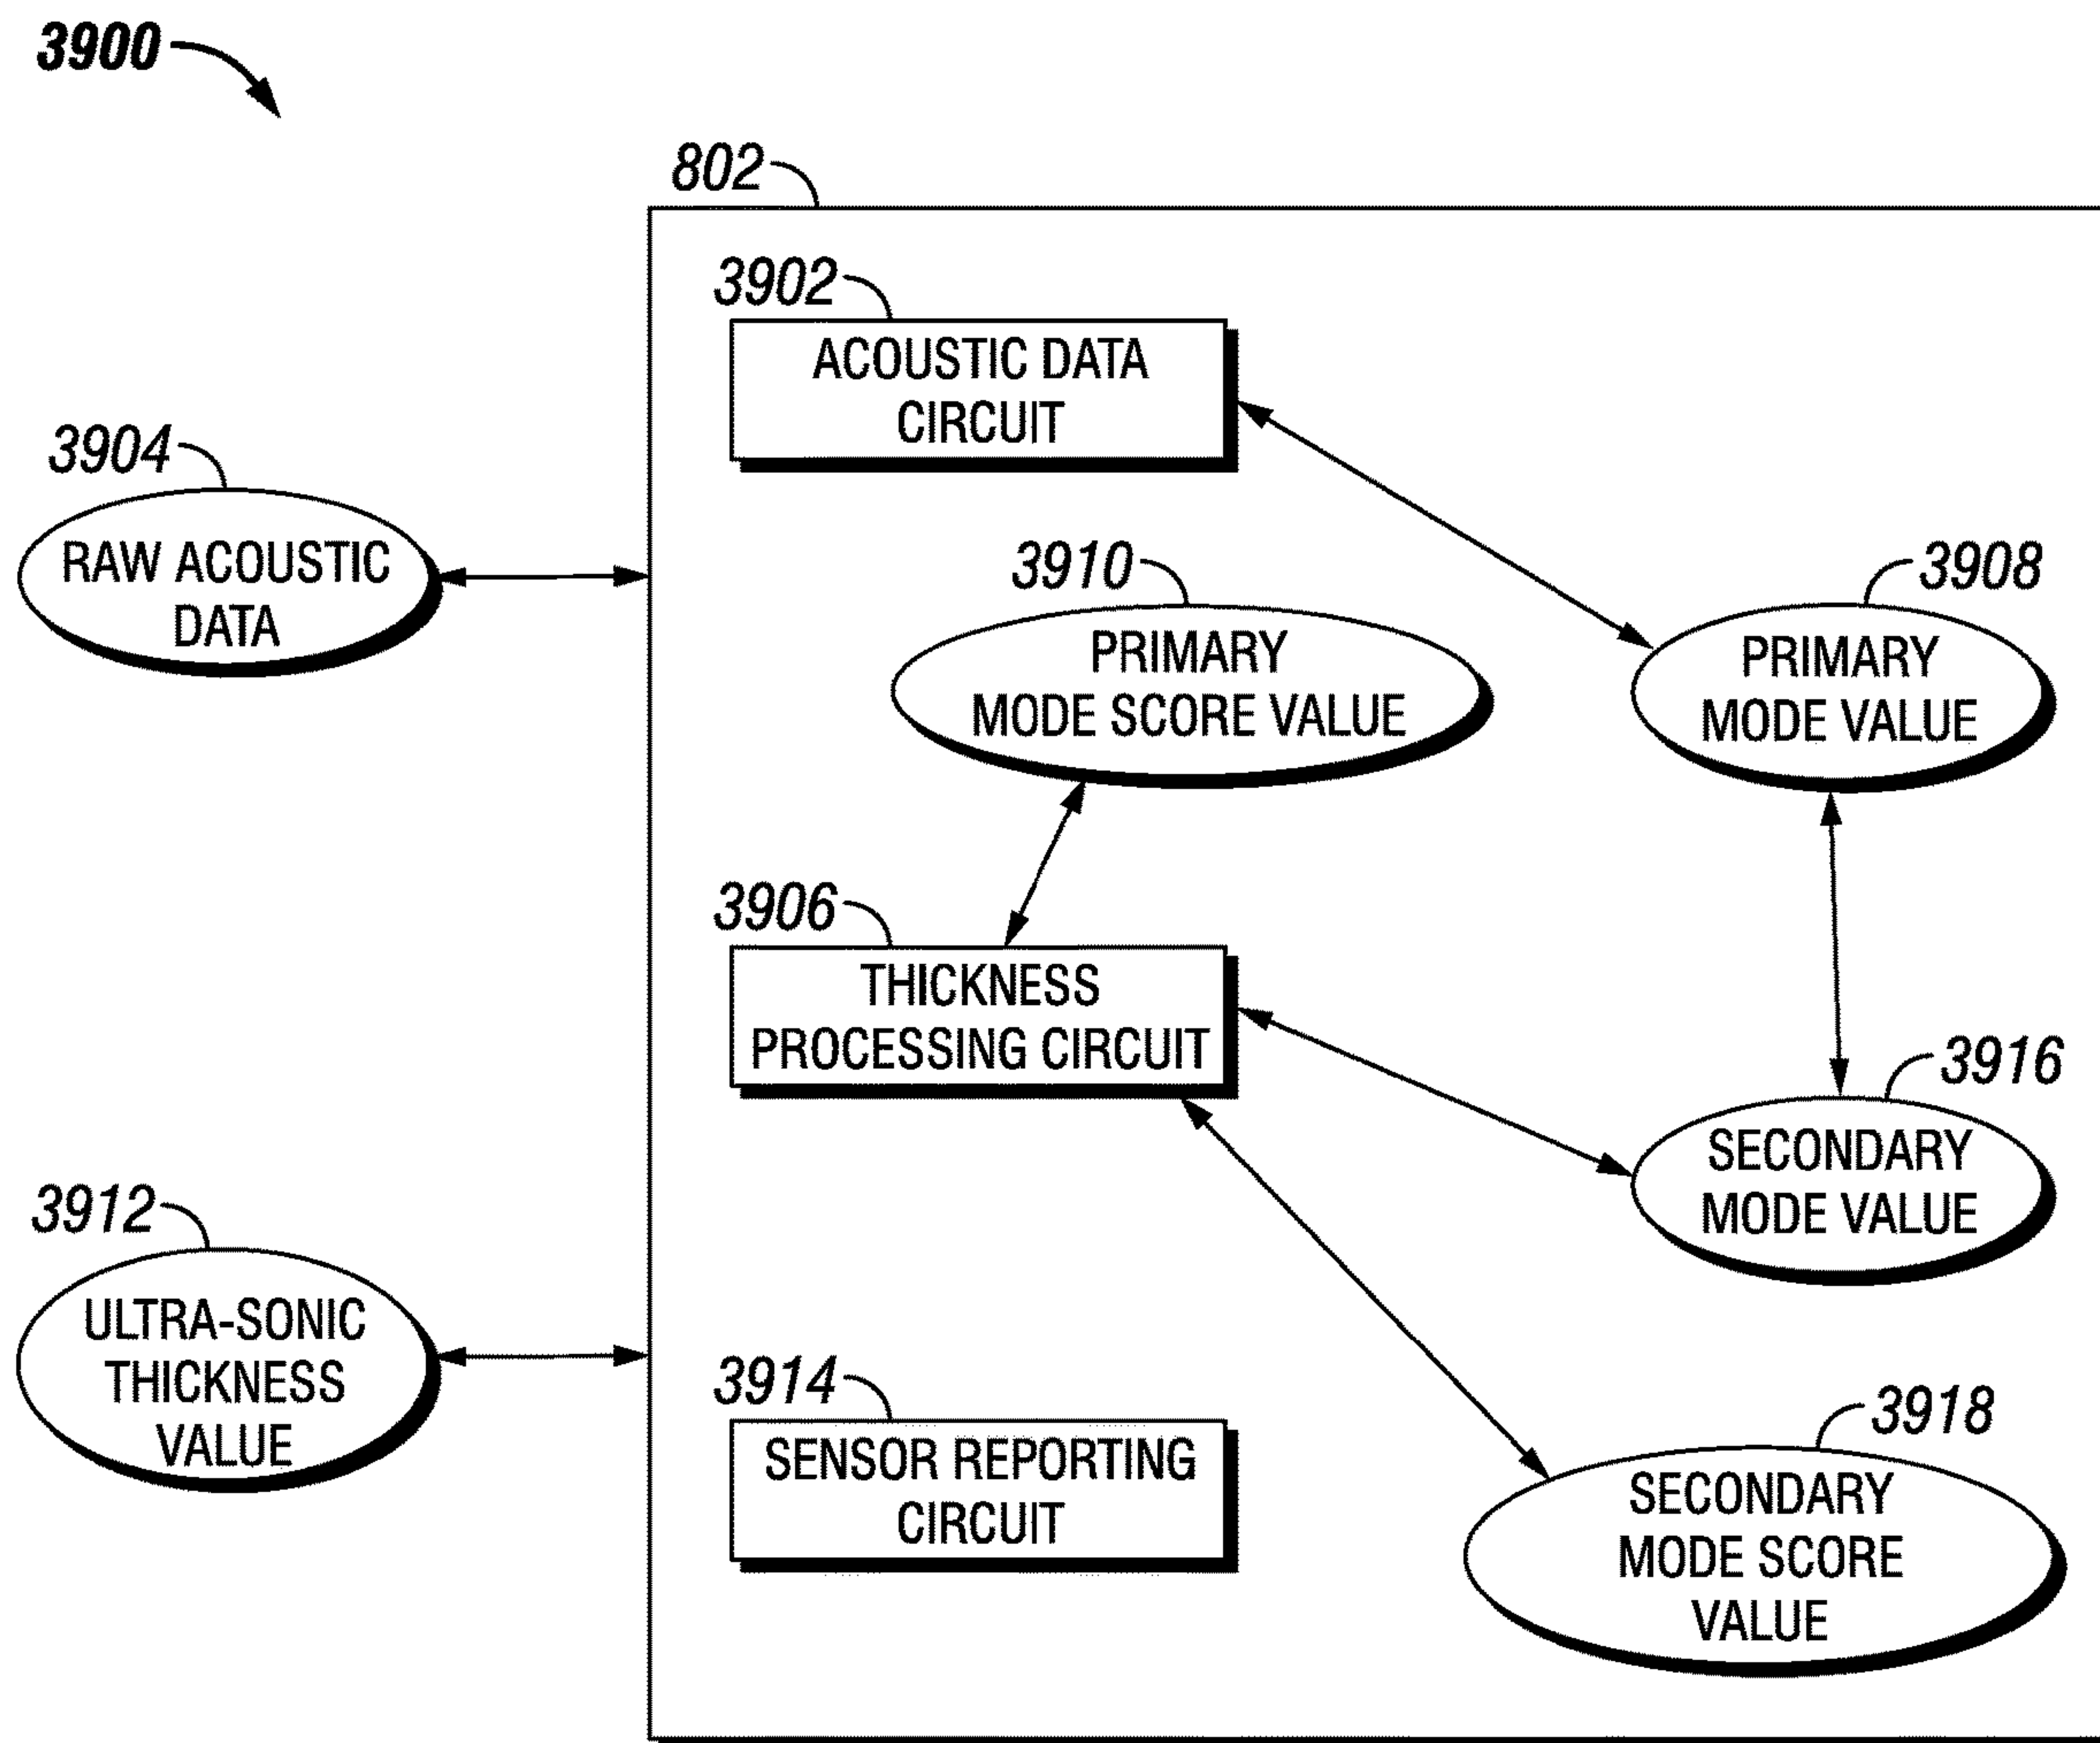 3900
802
3902
ACOUSTIC DATA
CIRCUIT
3904
RAW ACOUSTIC
DATA
3910
PRIMARY
MODE SCORE VALUE
3908
PRIMARY
MODE VALUE
3906
THICKNESS
PROCESSING CIRCUIT
3916
SECONDARY
MODE VALUE
3912
ULTRA-SONIC
THICKNESS
VALUE
3914
SENSOR REPORTING
CIRCUIT
3918
SECONDARY
MODE SCORE
VALUE